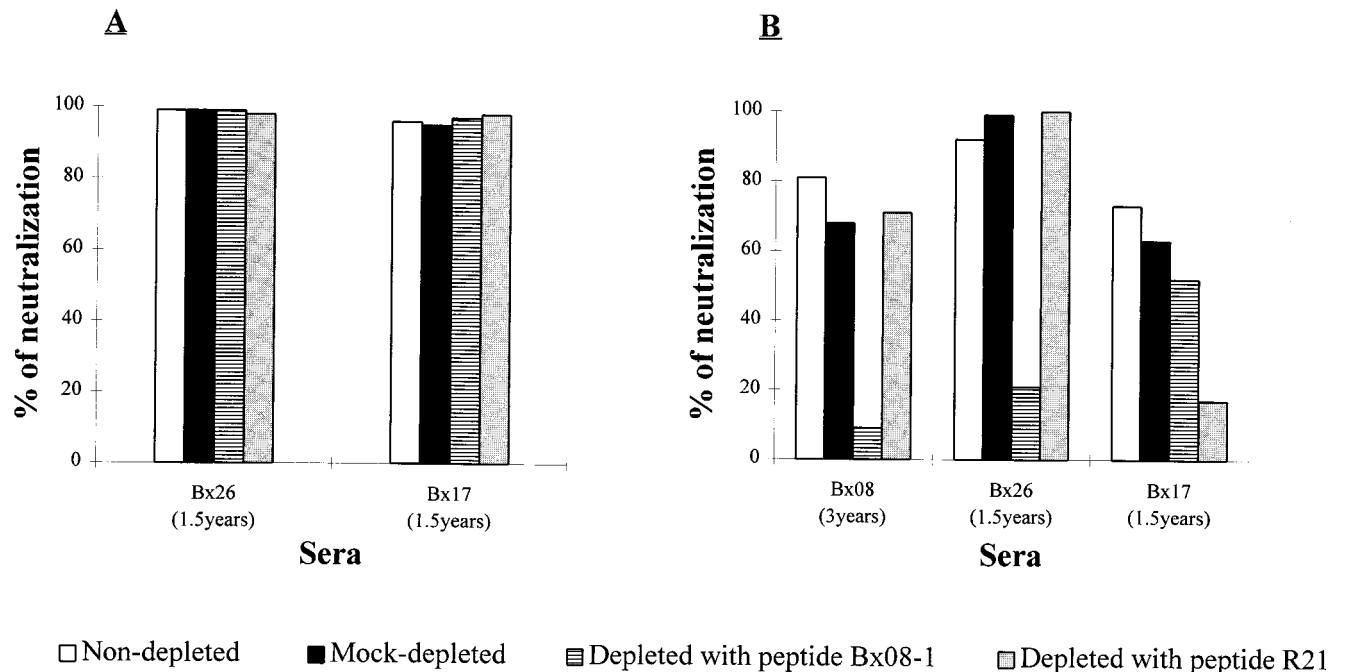 A
B
% of neutralization
100
80
60
40
20
0
Bx26
(1.5years)
Bx17
(1.5years)
Sera
% of neutralization
100
80
60
40
20
0
Bx08
(3years)
Bx26
(1.5years)
Bx17
(1.5years)
Sera
Non-depleted
Mock-depleted
Depleted with peptide Bx08-1
Depleted with peptide R21